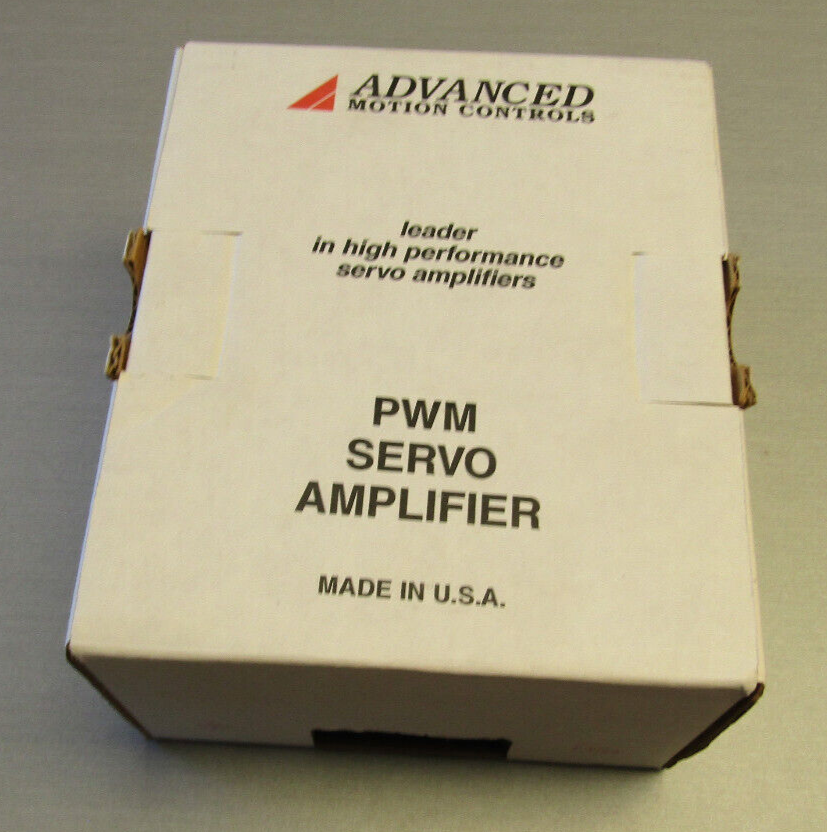 ADVANCED
MOTION CONTROLS
leader
in high performance
servo amplifiers
PWM
SERVO
AMPLIFIER
MADE IN U.S.A.